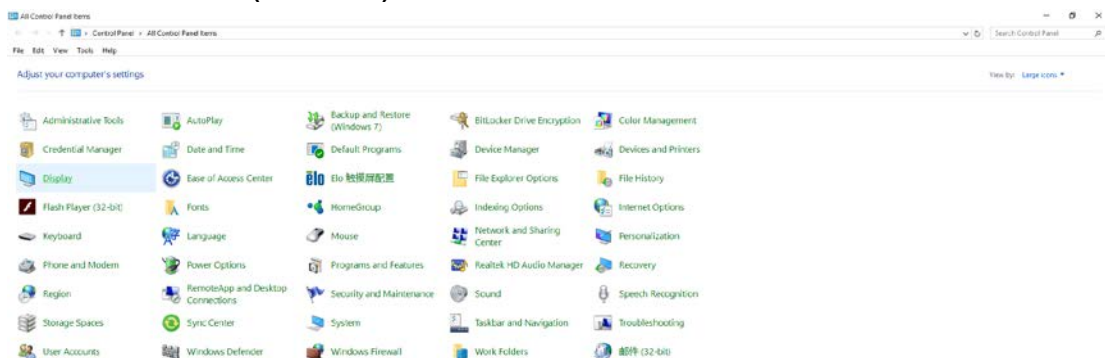 All Control Panel Items
Control Panel › All Control Panel Items
Search Control Panel
File Edit View Tools Help
Adjust your computer's settings
View by: Large icons
Administrative Tools
AutoPlay
Backup and Restore
(Windows 7)
BitLocker Drive Encryption
Color Management
Credential Manager
Date and Time
Default Programs
Device Manager
Devices and Printers
Display
Ease of Access Center
elo Elo 触摸屏配置
File Explorer Options
File History
Flash Player (32-bit)
Fonts
HomeGroup
Indexing Options
Internet Options
Keyboard
Language
Mouse
Network and Sharing
Center
Personalization
Phone and Modem
Power Options
Programs and Features
Realtek HD Audio Manager
Recovery
Region
RemoteApp and Desktop
Connections
Security and Maintenance
Sound
Speech Recognition
Storage Spaces
Sync Center
System
Taskbar and Navigation
Troubleshooting
User Accounts
Windows Defender
Windows Firewall
Work Folders
邮件 (32-bit)